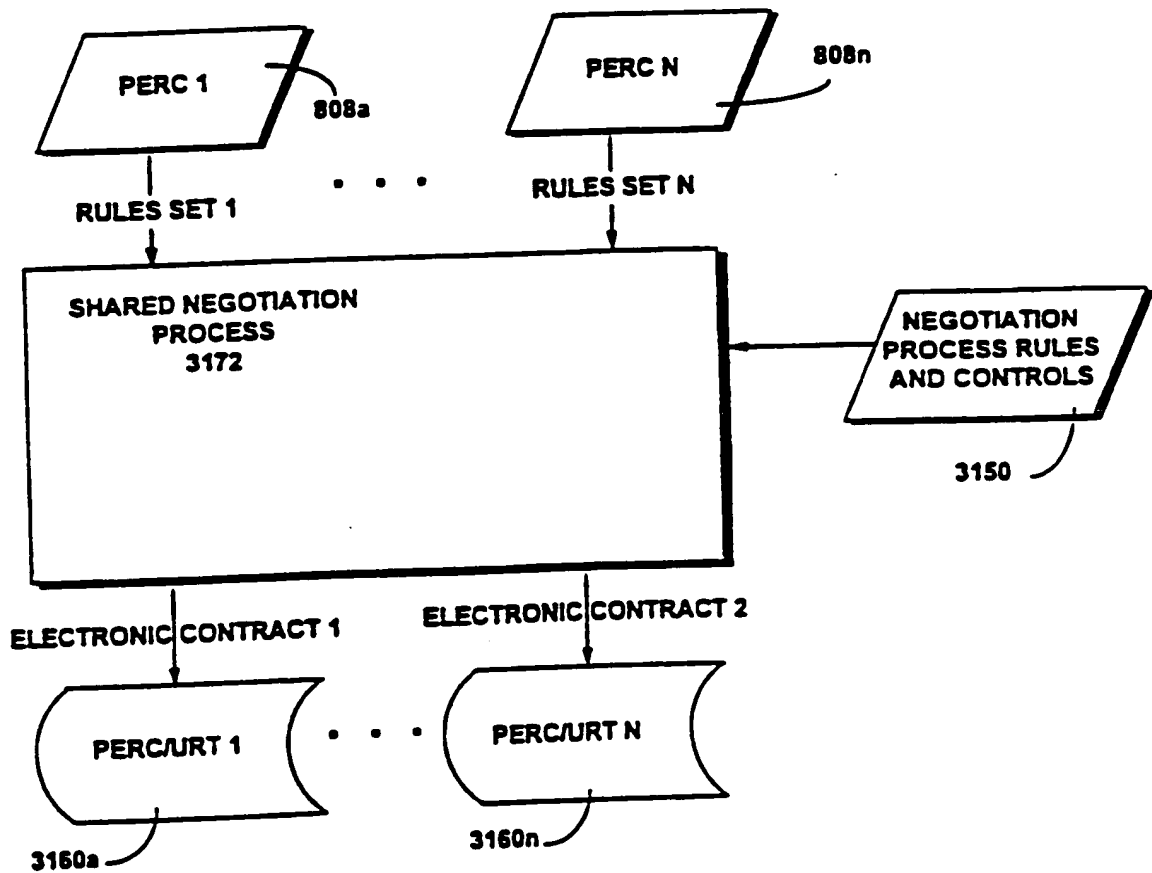 PERC 1
808a
PERC N
808n
RULES SET 1
. . .
RULES SET N
SHARED NEGOTIATION
PROCESS
3172
NEGOTIATION
PROCESS RULES
AND CONTROLS
3150
ELECTRONIC CONTRACT 1
ELECTRONIC CONTRACT 2
PERC/URT 1
. . .
PERC/URT N
3160a
3160n